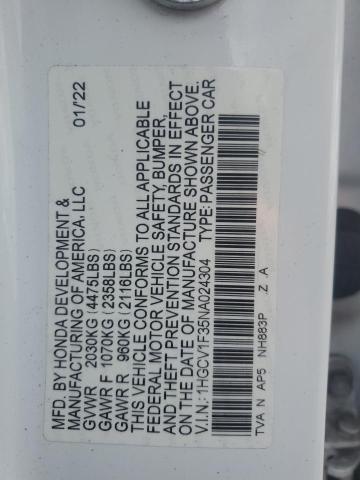 MFD. BY HONDA DEVELOPMENT & 01/22
MANUFACTURING OF AMERICA, LLC
GVWR 2030KG (4475LBS)
GAWR F 1070KG (2358LBS)
GAWR R 960KG (2116LBS)
THIS VEHICLE CONFORMS TO ALL APPLICABLE
FEDERAL MOTOR VEHICLE SAFETY, BUMPER,
AND THEFT PREVENTION STANDARDS IN EFFECT
ON THE DATE OF MANUFACTURE SHOWN ABOVE.
V.I.N.: 1HGCV1F35NA024304 TYPE: PASSENGER CAR
TVA N AP5 NH883P Z A